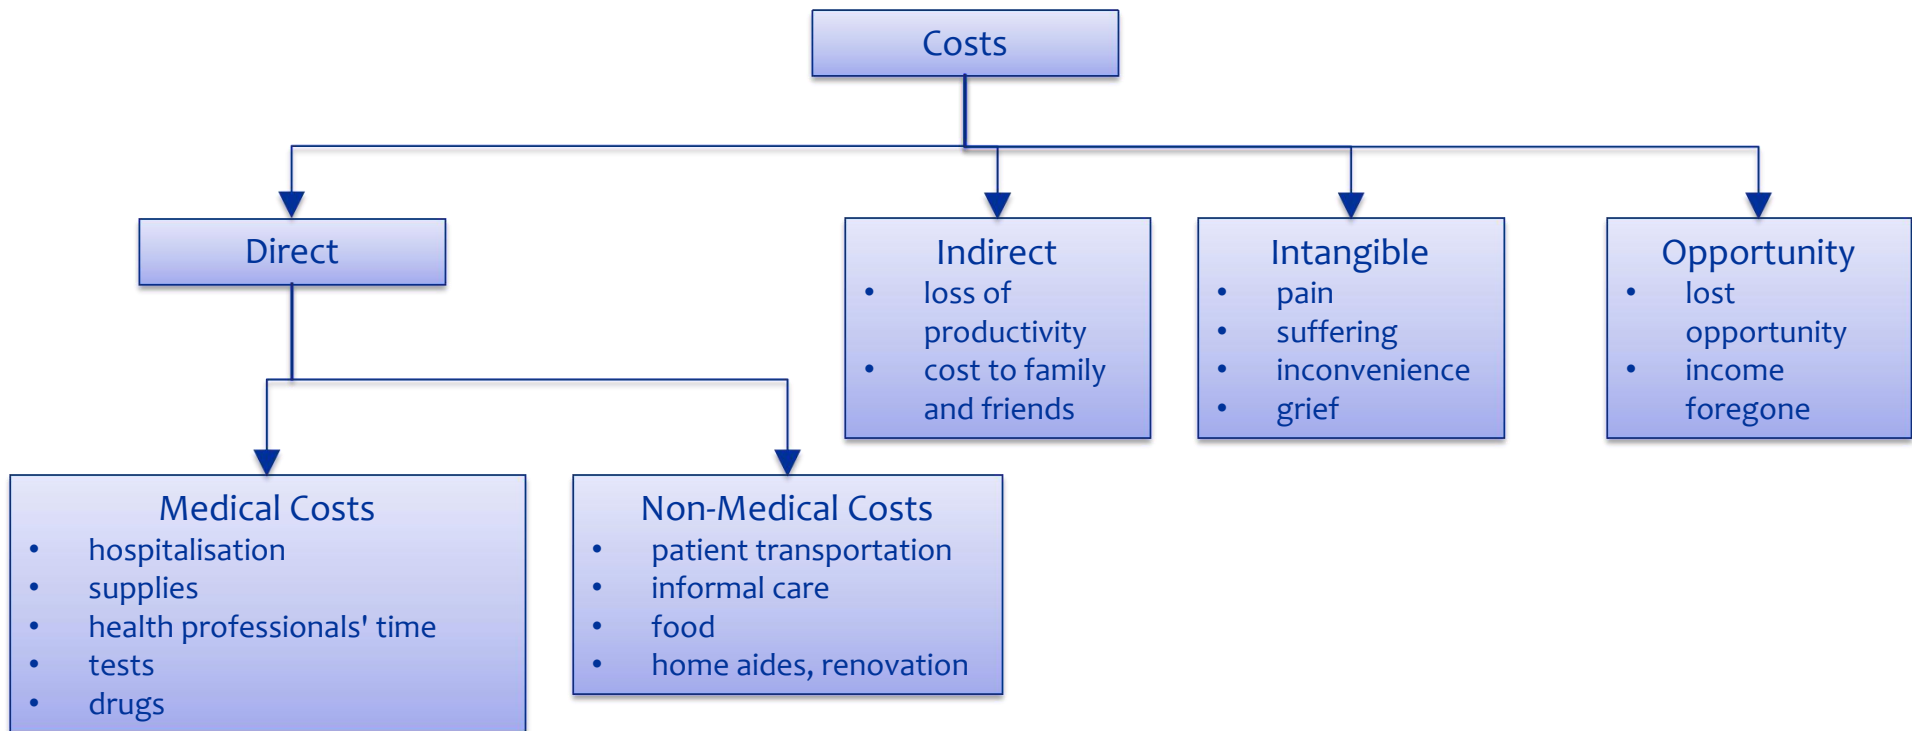 Costs
Direct
Indirect
• loss of
productivity
• cost to family
and friends
Intangible
• pain
• suffering
• inconvenience
• grief
Opportunity
• lost
opportunity
• income
foregone
Medical Costs
• hospitalisation
• supplies
• health professionals' time
• tests
• drugs
Non-Medical Costs
• patient transportation
• informal care
• food
• home aides, renovation